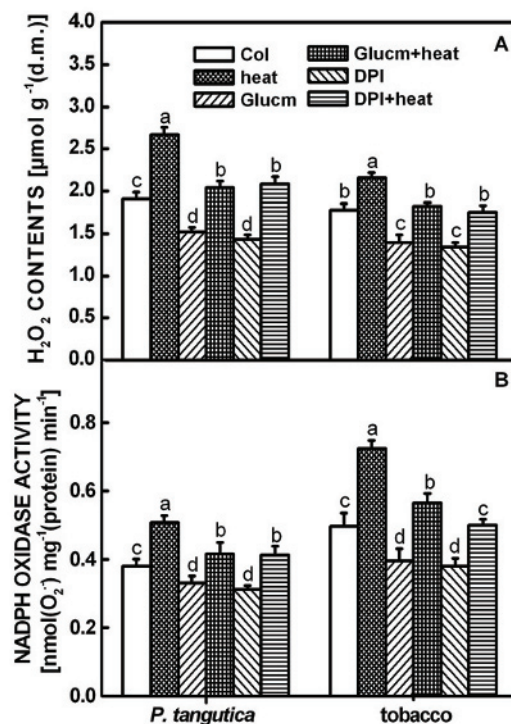 A
Col
heat
Glucm
Glucm+heat
DPI
DPI+heat
H₂O₂ CONTENTS [µmol g⁻¹(d.m.)]
4.0
3.5
3.0
2.5
2.0
1.5
1.0
0.5
0.0
c a d b d b
b a c b c b
B
NADPH OXIDASE ACTIVITY
[nmol(O₂⁻) mg⁻¹(protein) min⁻¹]
0.8
0.6
0.4
0.2
0.0
c a d b d b
c a d b d c
P. tangutica tobacco